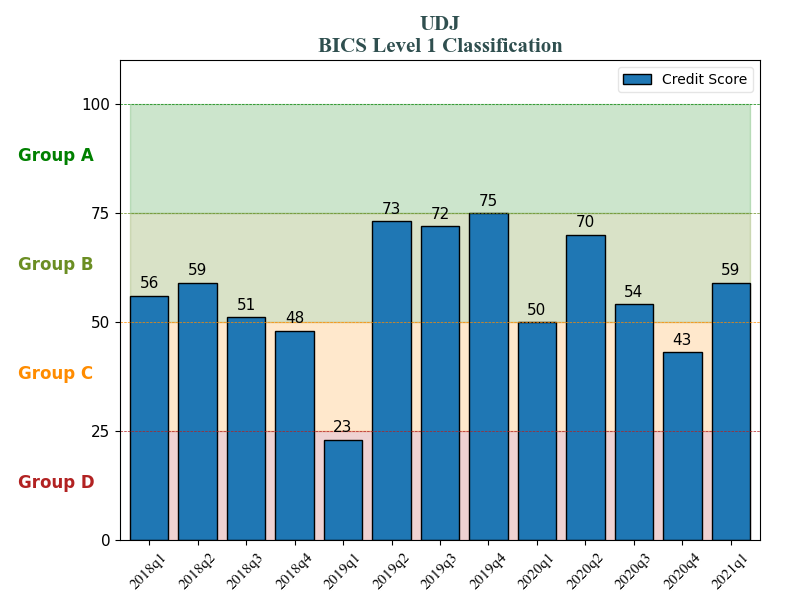 UDJ
BICS Level 1 Classification
Credit Score
100
Group A
75
Group B
50
Group C
25
Group D
0
56
59
51
48
23
73
72
75
50
70
54
43
59
2018q1
2018q2
2018q3
2018q4
2019q1
2019q2
2019q3
2019q4
2020q1
2020q2
2020q3
2020q4
2021q1